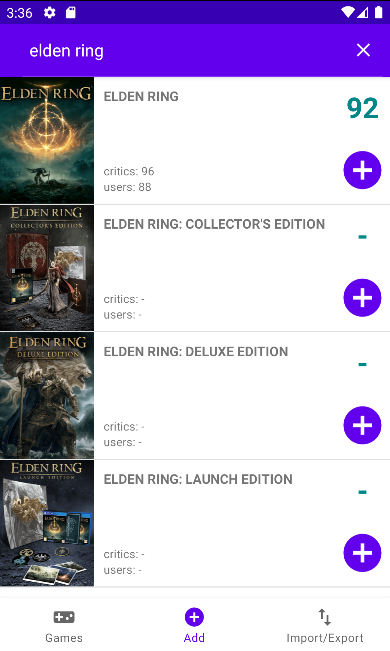 3:36
elden ring
ELDEN RING
ELDEN RING
92
critics: 96
users: 88
ELDEN RING
COLLECTOR'S EDITION
ELDEN RING: COLLECTOR'S EDITION
-
critics: -
users: -
ELDEN RING
DELUXE EDITION
ELDEN RING: DELUXE EDITION
-
critics: -
users: -
ELDEN RING
LAUNCH EDITION
ELDEN RING: LAUNCH EDITION
-
critics: -
users: -
Games
Add
Import/Export